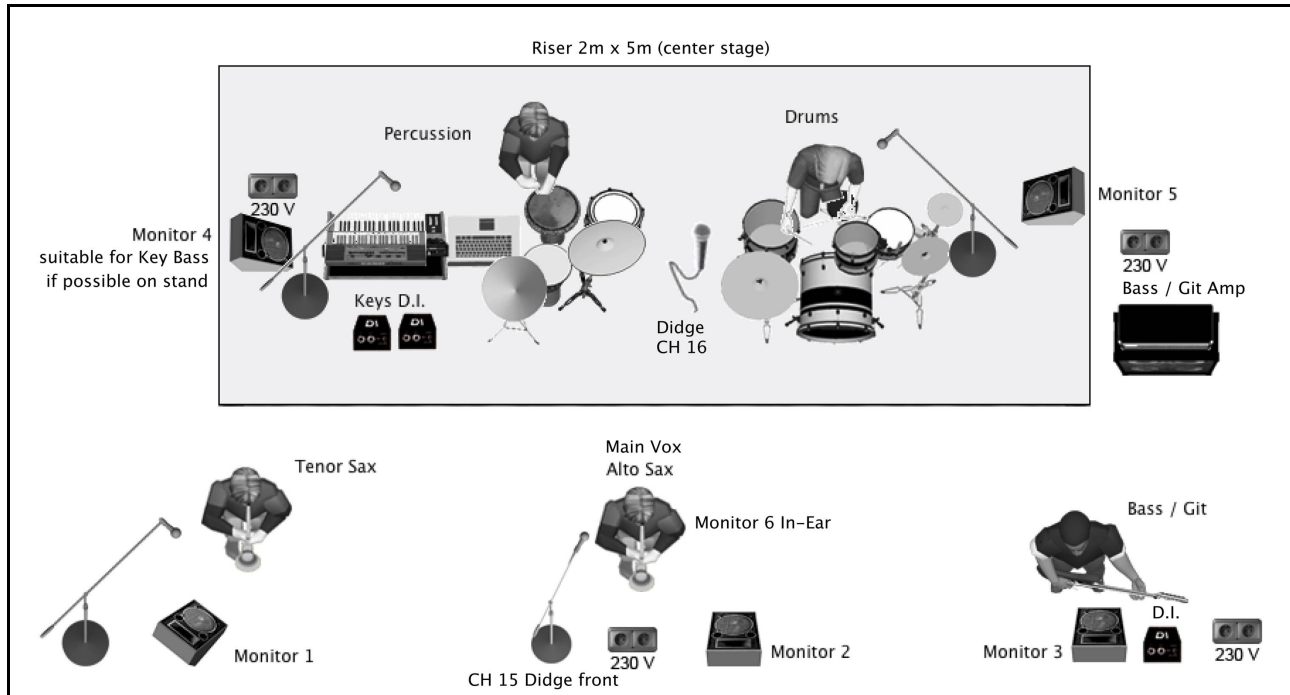 Riser 2m x 5m (center stage)
Percussion
Drums
230 V
Monitor 4
suitable for Key Bass
if possible on stand
Keys D.I.
DI
DI
Didge
CH 16
Monitor 5
230 V
Bass / Git Amp
Tenor Sax
Main Vox
Alto Sax
Monitor 6 In-Ear
Bass / Git
Monitor 1
230 V
Monitor 2
CH 15 Didge front
Monitor 3
D.I.
DI
230 V